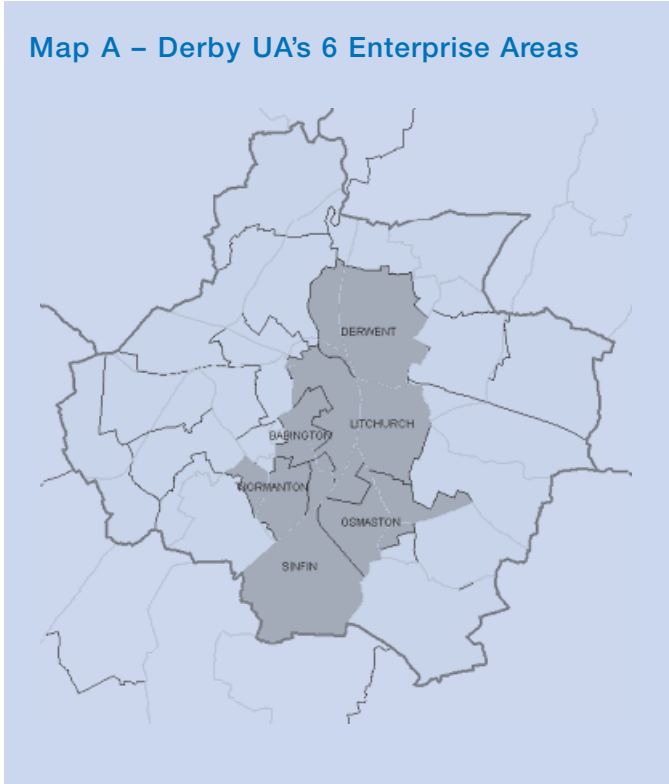 Map A – Derby UA's 6 Enterprise Areas
DERWENT
LITCHURCH
BABINGTON
NORMANTON
OSMASTON
SINFIN